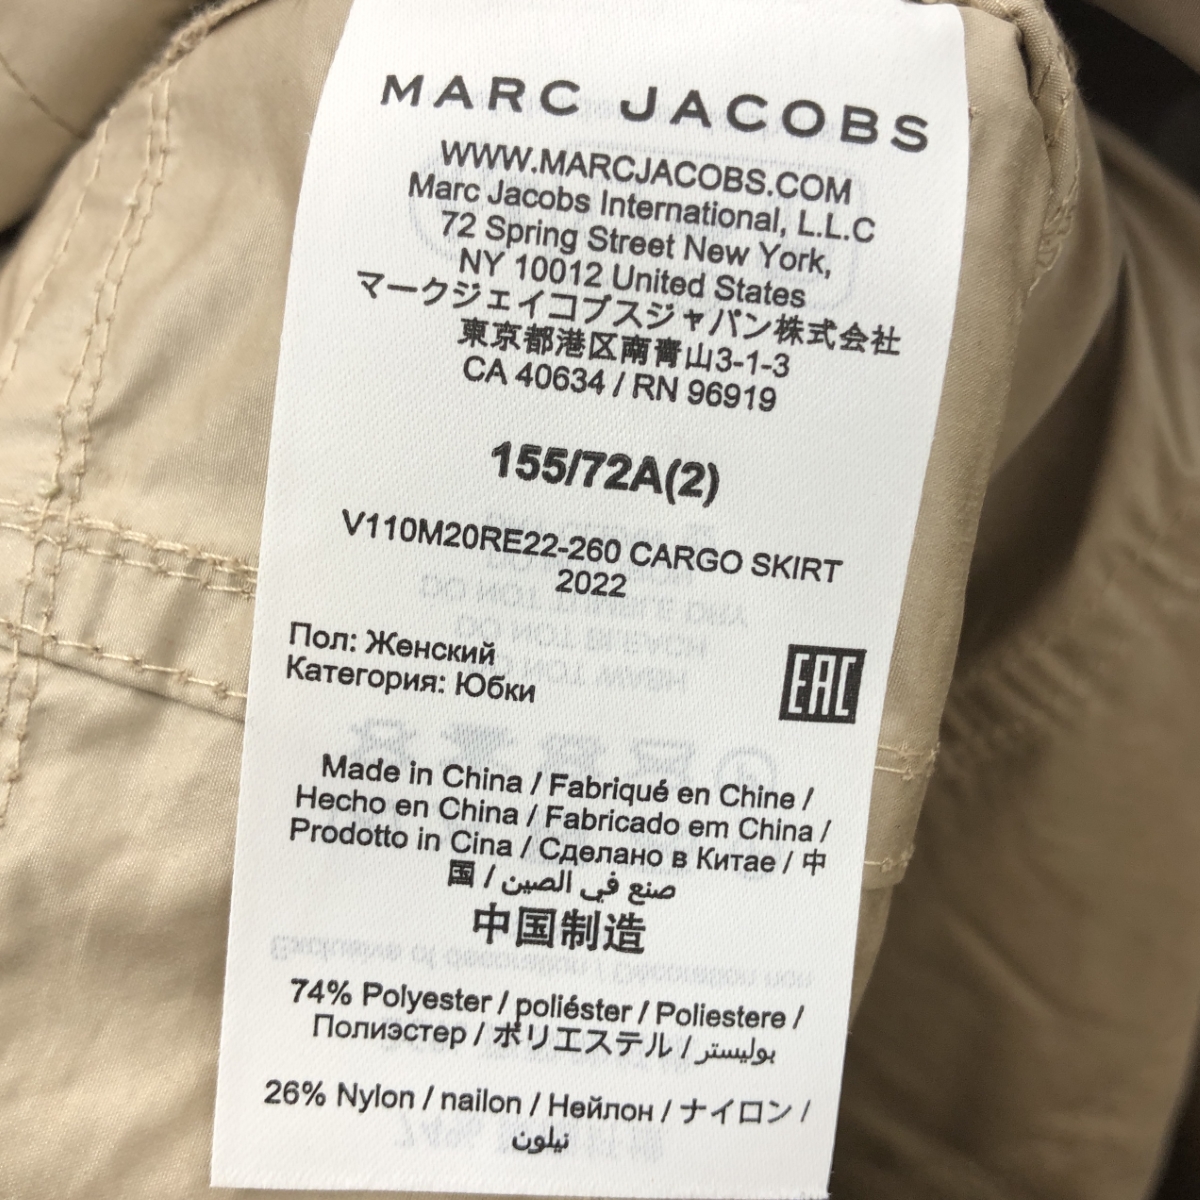 MARC JACOBS
WWW.MARCJACOBS.COM
Marc Jacobs International, L.L.C
72 Spring Street New York,
NY 10012 United States
マークジェイコブスジャパン株式会社
東京都港区南青山3-1-3
CA 40634 / RN 96919
155/72A(2)
V110M20RE22-260 CARGO SKIRT
2022
Пол: Женский
Категория: Юбки
EAC
Made in China / Fabriqué en Chine /
Hecho en China / Fabricado em China /
Prodotto in Cina / Сделано в Китае / 中
国 / صنع في الصين
中国制造
74% Polyester / poliéster / Poliestere /
Полиэстер / ポリエステル / بوليستر
26% Nylon / nailon / Нейлон / ナイロン /
نيلون